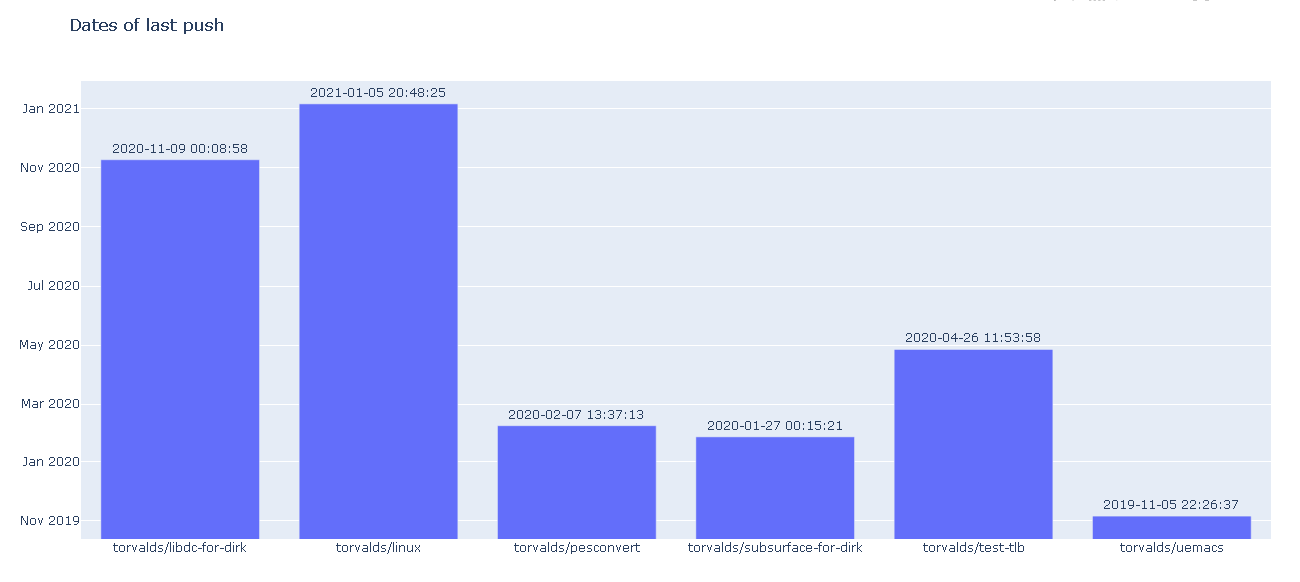 Dates of last push
Jan 2021
Nov 2020
Sep 2020
Jul 2020
May 2020
Mar 2020
Jan 2020
Nov 2019
2020-11-09 00:08:58
2021-01-05 20:48:25
2020-02-07 13:37:13
2020-01-27 00:15:21
2020-04-26 11:53:58
2019-11-05 22:26:37
torvalds/libdc-for-dirk
torvalds/linux
torvalds/pesconvert
torvalds/subsurface-for-dirk
torvalds/test-tlb
torvalds/uemacs